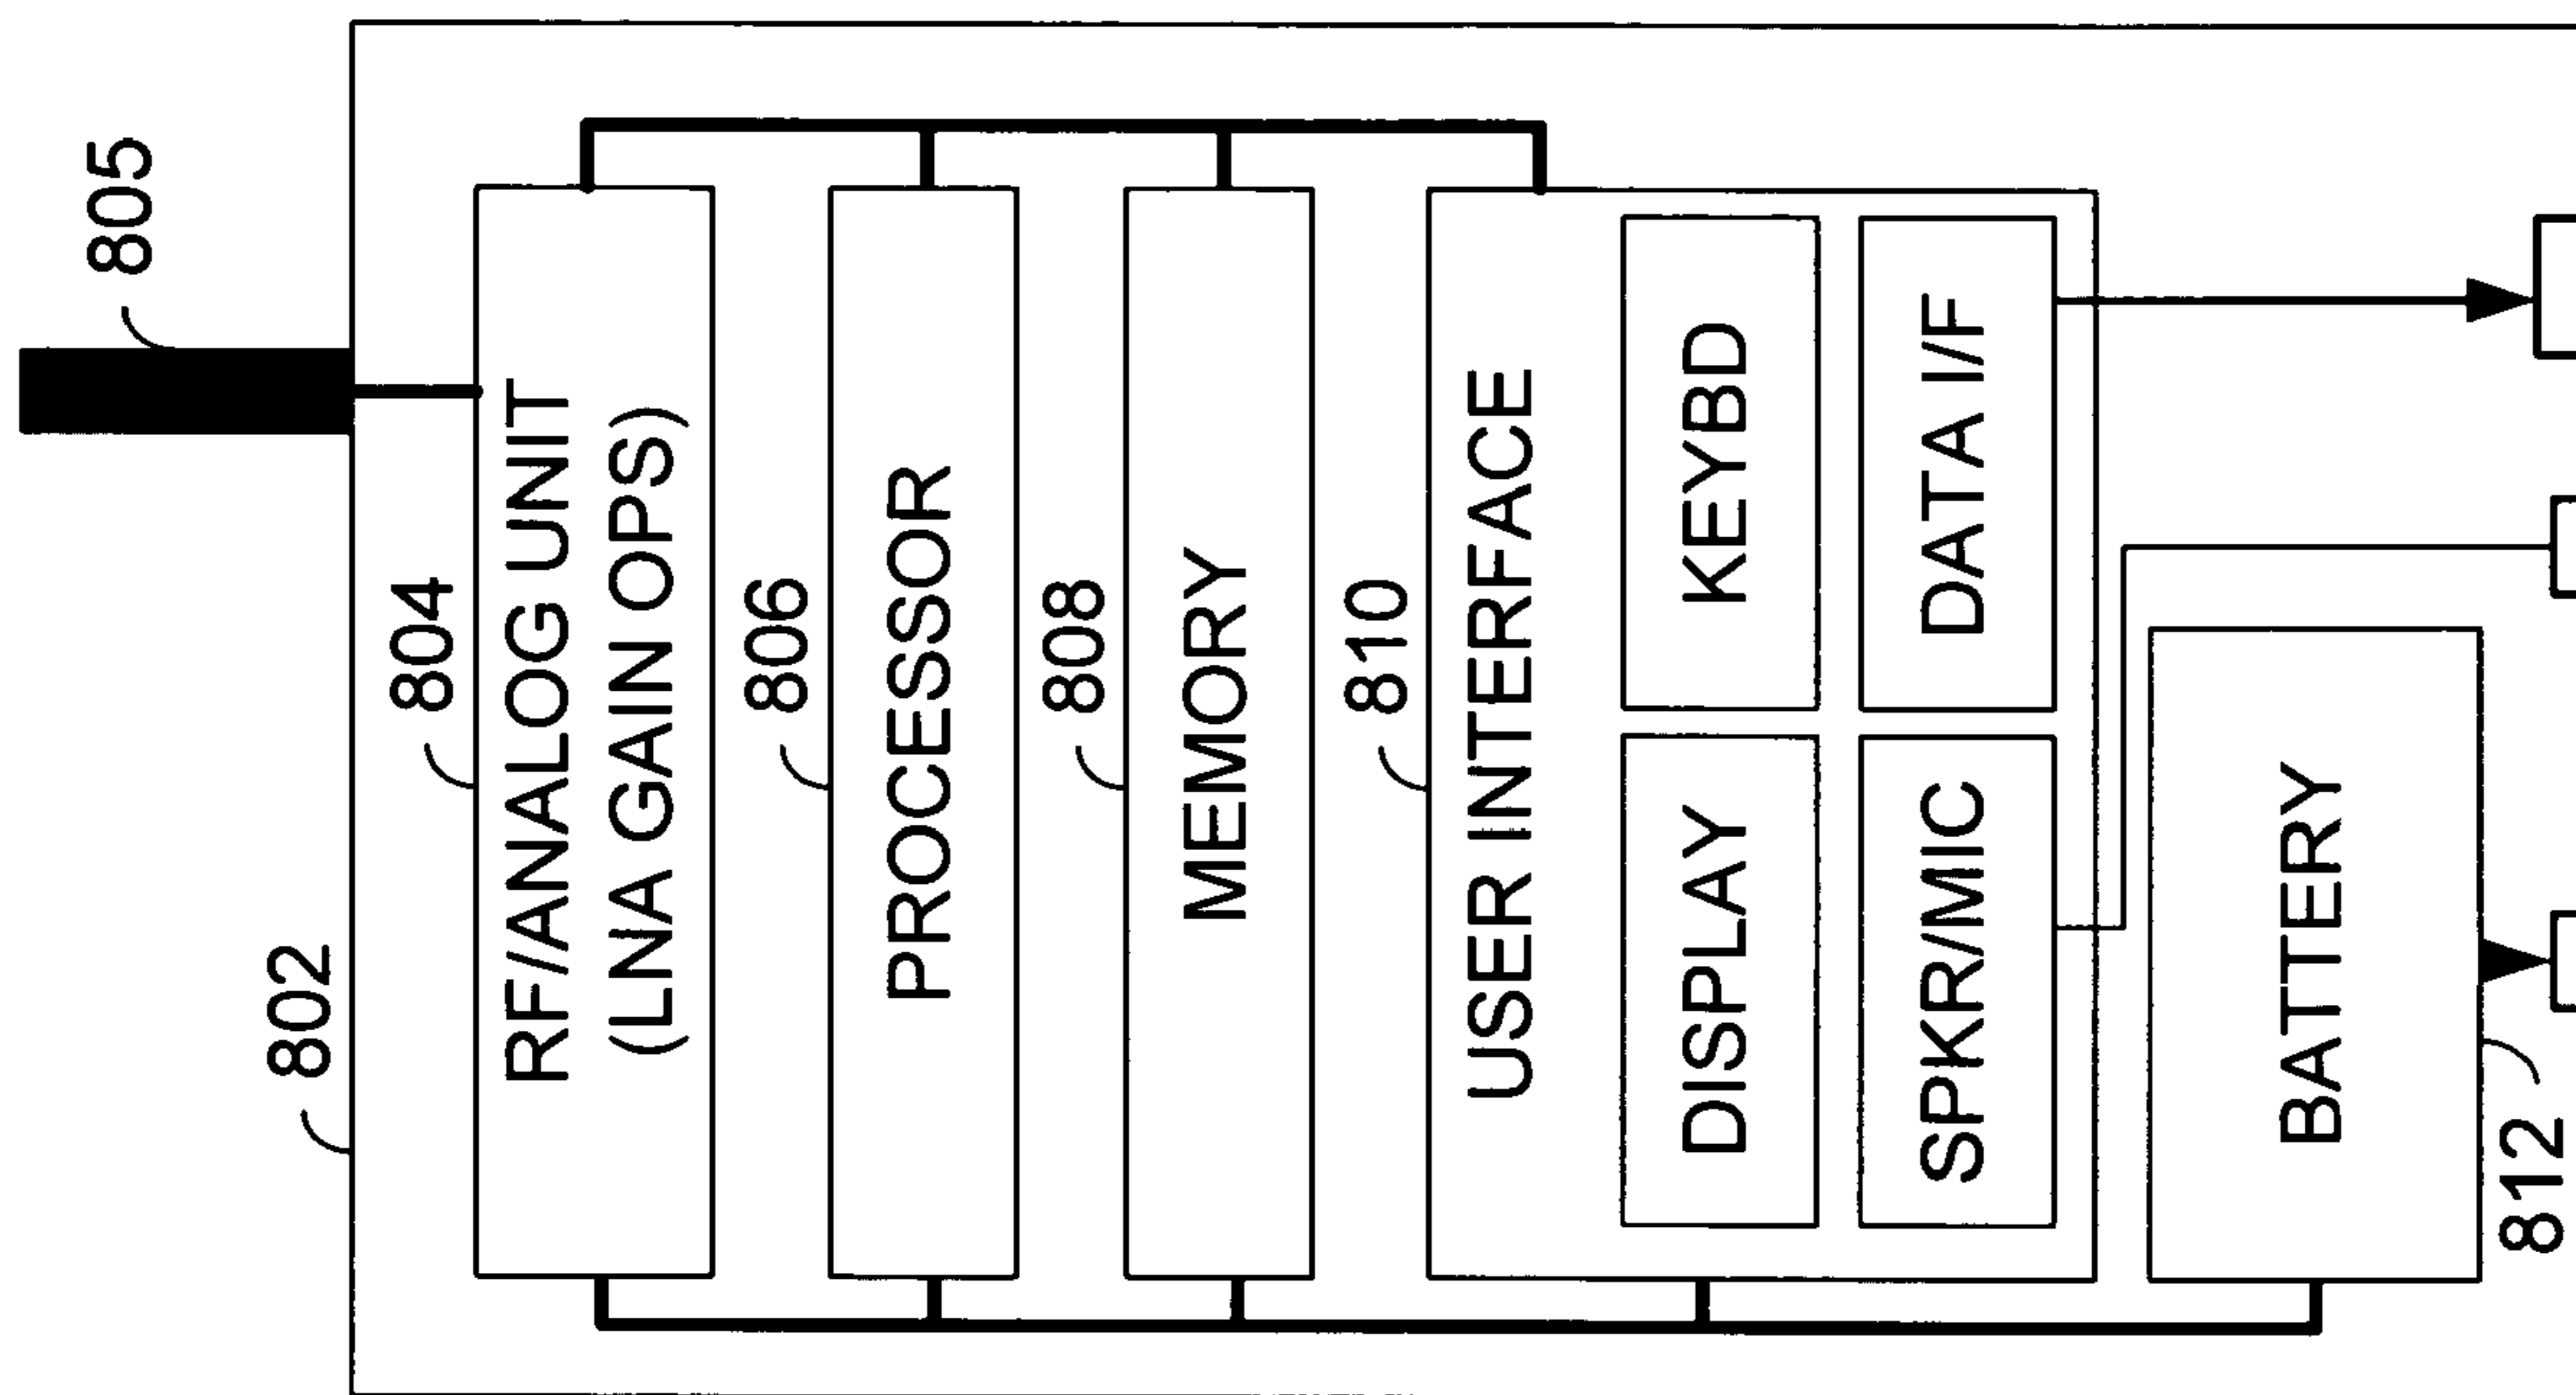 805
802
804
RF/ANALOG UNIT
(LNA GAIN OPS)
806
PROCESSOR
808
MEMORY
810
USER INTERFACE
DISPLAY
KEYBD
SPKR/MIC
DATA I/F
BATTERY
812